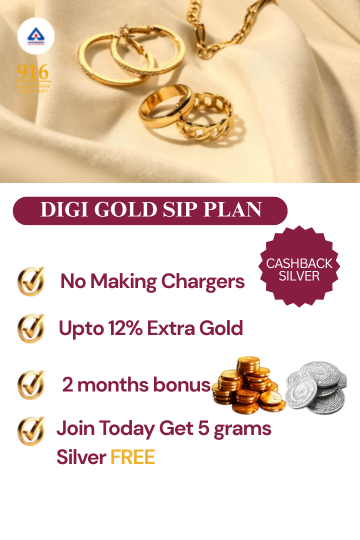 916
DIGI GOLD SIP PLAN
CASHBACK
SILVER
No Making Chargers
Upto 12% Extra Gold
2 months bonus
Join Today Get 5 grams
Silver FREE